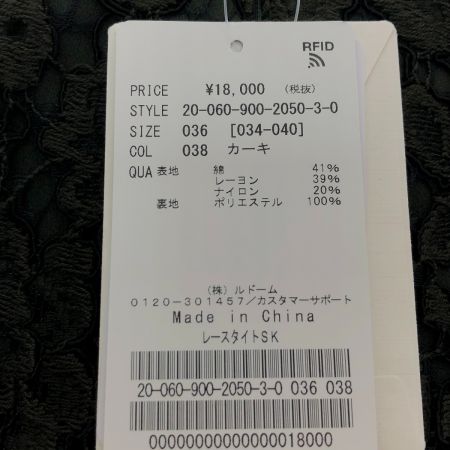 RFID
PRICE ¥18,000 (税抜)
STYLE 20-060-900-2050-3-0
SIZE 036 [034-040]
COL 038 カーキ
QUA 表地 綿 41%
レーヨン 39%
ナイロン 20%
裏地 ポリエステル 100%
(株)ルドーム
0120-301457/カスタマーサポート
Made in China
レースタイトSK
20-060-900-2050-3-0 036 038
00000000000000018000